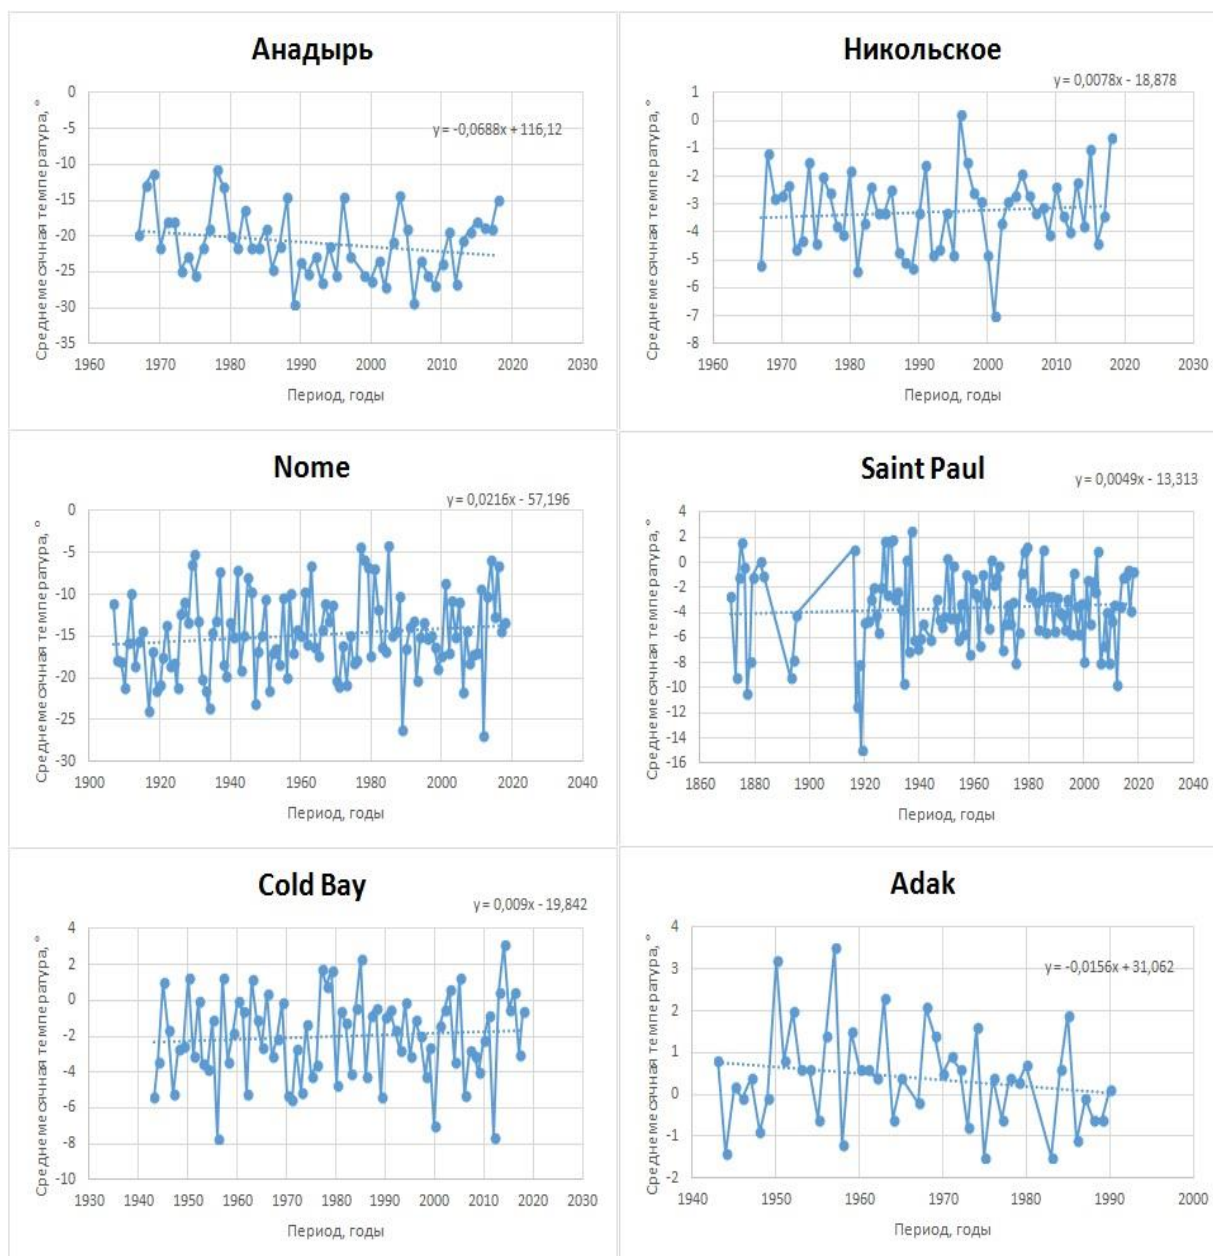 Анадырь
y = -0,0688x + 116,12
Среднемесячная температура, °
0
-5
-10
-15
-20
-25
-30
-35
1960 1970 1980 1990 2000 2010 2020 2030
Период, годы
Никольское
y = 0,0078x - 18,878
Среднемесячная температура, °
1
0
-1
-2
-3
-4
-5
-6
-7
-8
1960 1970 1980 1990 2000 2010 2020 2030
Период, годы
Nome
y = 0,0216x - 57,196
Среднемесячная температура, °
0
-5
-10
-15
-20
-25
-30
1900 1920 1940 1960 1980 2000 2020 2040
Период, годы
Saint Paul
y = 0,0049x - 13,313
Среднемесячная температура, °
4
2
0
-2
-4
-6
-8
-10
-12
-14
-16
1860 1880 1900 1920 1940 1960 1980 2000 2020 2040
Период, годы
Cold Bay
y = 0,009x - 19,842
Среднемесячная температура, °
4
2
0
-2
-4
-6
-8
-10
1930 1940 1950 1960 1970 1980 1990 2000 2010 2020 2030
Период, годы
Adak
y = -0,0156x + 31,062
Среднемесячная температура, °
4
3
2
1
0
-1
-2
1940 1950 1960 1970 1980 1990 2000
Период, годы